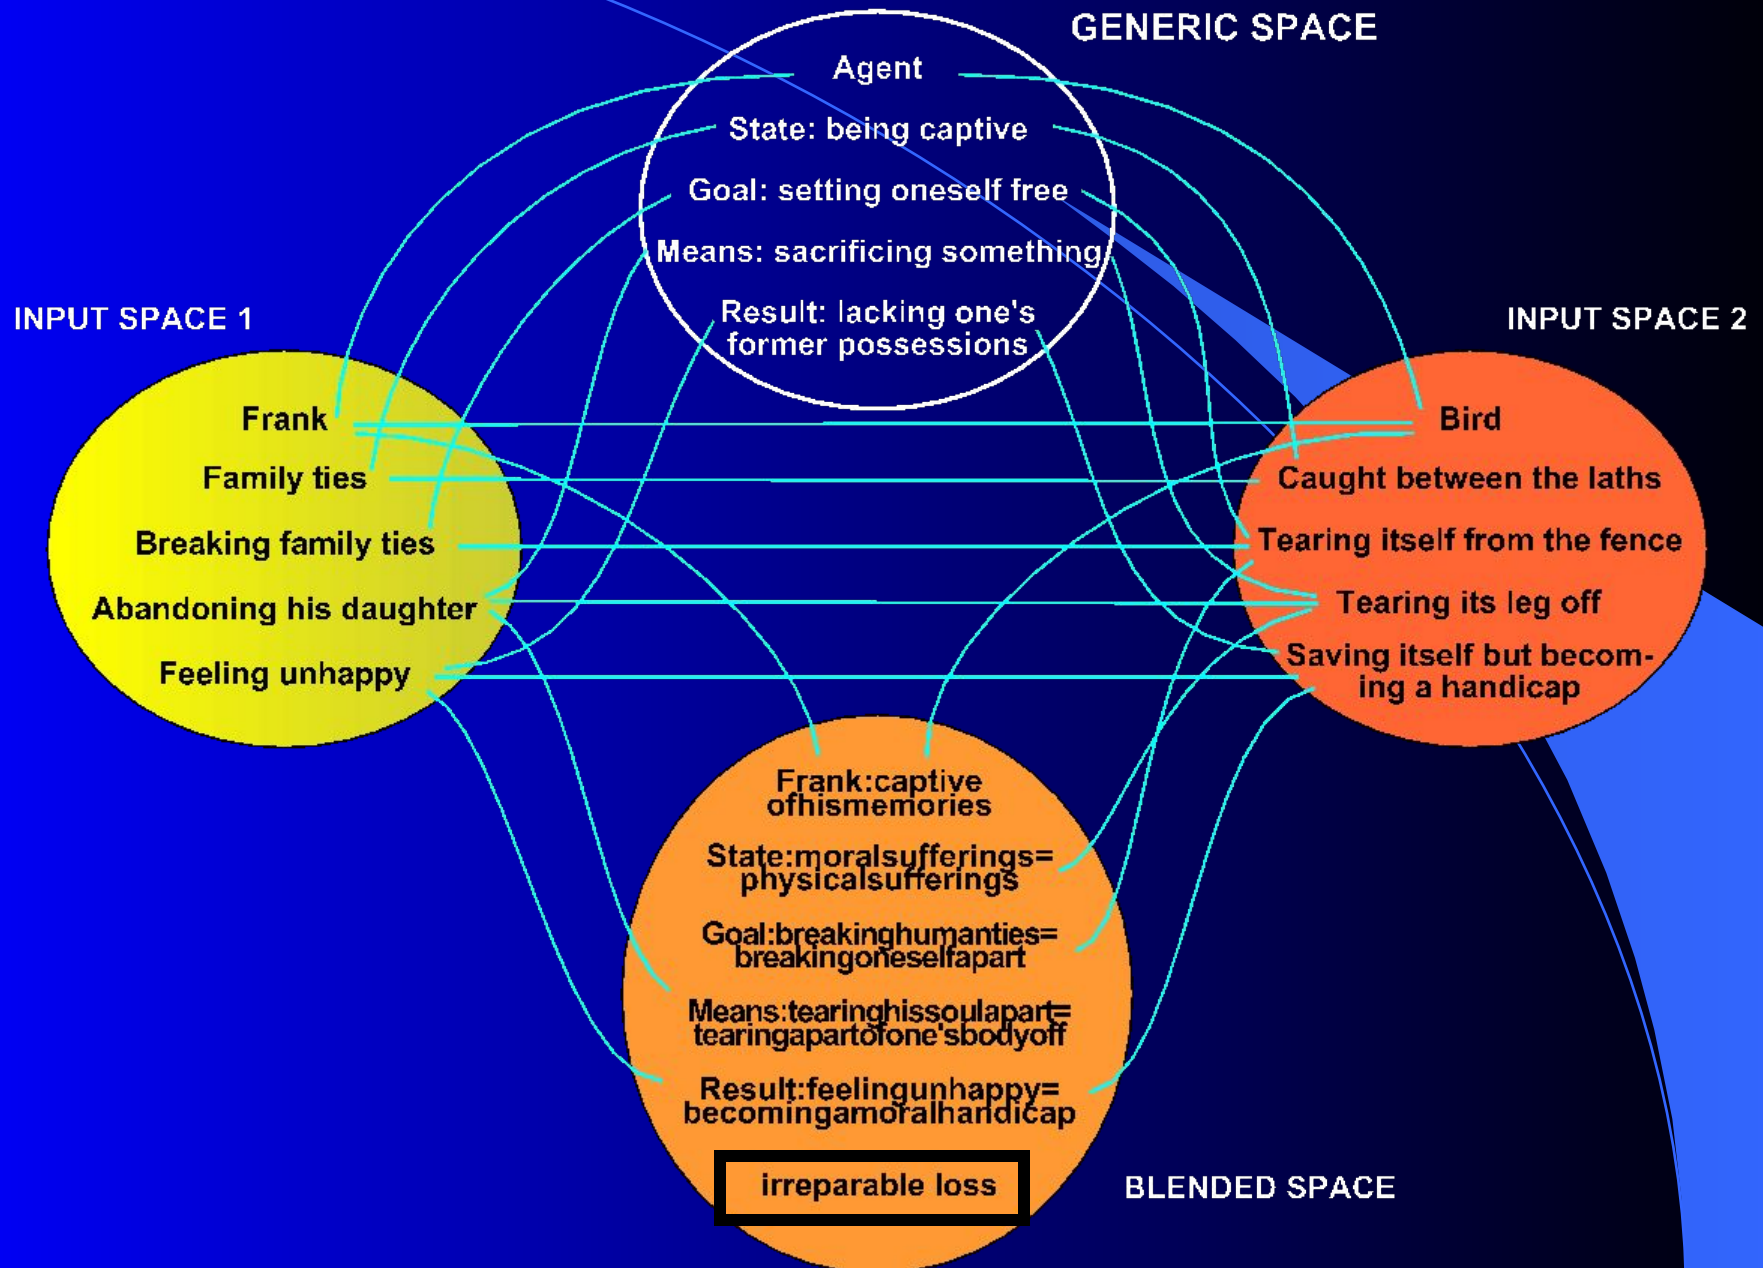 GENERIC SPACE
Agent
State: being captive
Goal: setting oneself free
Means: sacrificing something
Result: lacking one's
former possessions
INPUT SPACE 1
Frank
Family ties
Breaking family ties
Abandoning his daughter
Feeling unhappy
INPUT SPACE 2
Bird
Caught between the laths
Tearing itself from the fence
Tearing its leg off
Saving itself but becom-
ing a handicap
Frank:captive
ofhismemories
State:moralsufferings=
physicalsufferings
Goal:breakinghumanties=
breakingoneselfapart
Means:tearinghissoulapart=
tearingapartofone'sbodyoff
Result:feelingunhappy=
becomingamoralhandicap
irreparable loss
BLENDED SPACE